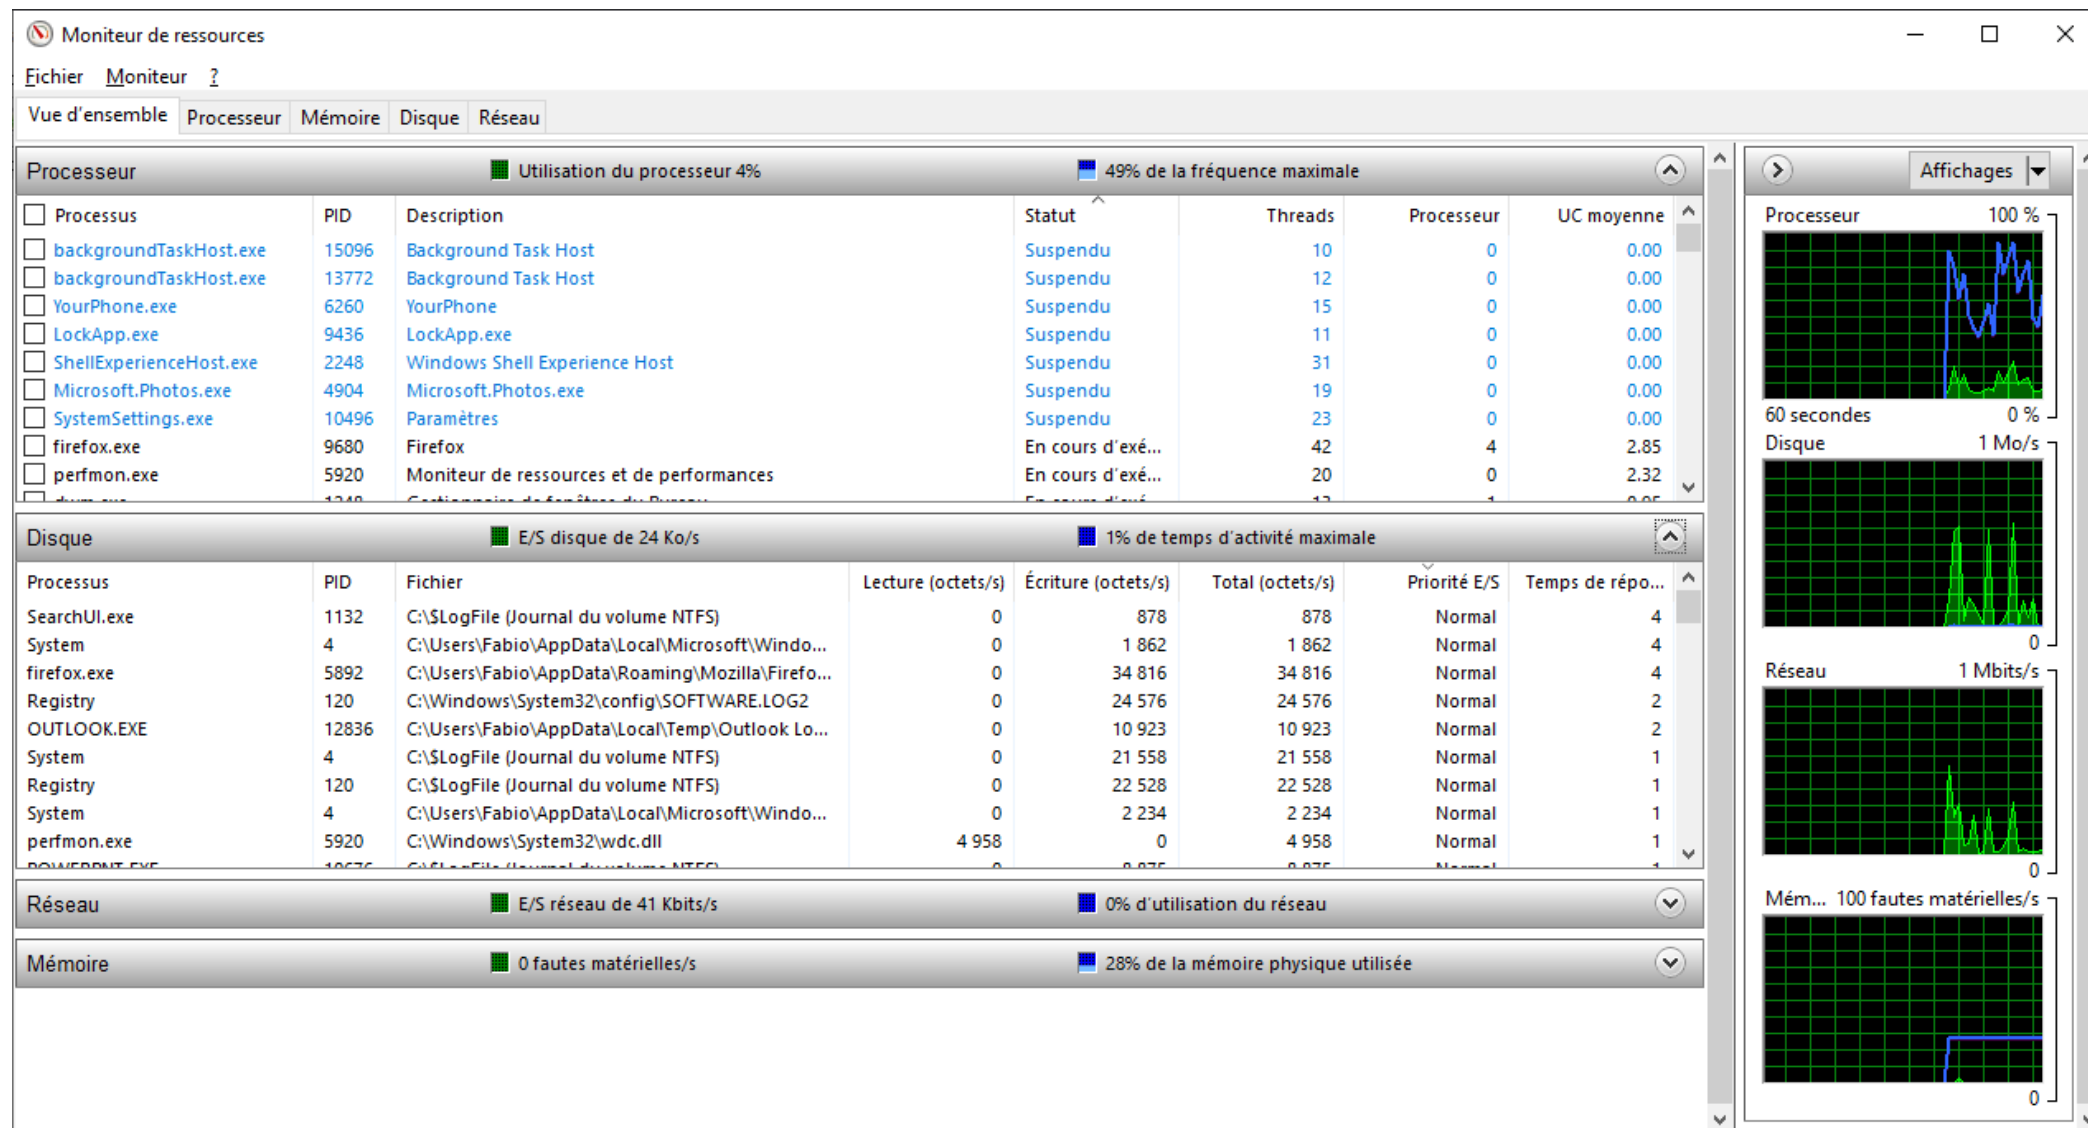 Moniteur de ressources
Fichier Moniteur ?
Vue d'ensemble Processeur Mémoire Disque Réseau
Processeur Utilisation du processeur 4% 49% de la fréquence maximale
Processus PID Description Statut Threads Processeur UC moyenne
backgroundTaskHost.exe 15096 Background Task Host Suspendu 10 0 0.00
backgroundTaskHost.exe 13772 Background Task Host Suspendu 12 0 0.00
YourPhone.exe 6260 YourPhone Suspendu 15 0 0.00
LockApp.exe 9436 LockApp.exe Suspendu 11 0 0.00
ShellExperienceHost.exe 2248 Windows Shell Experience Host Suspendu 31 0 0.00
Microsoft.Photos.exe 4904 Microsoft.Photos.exe Suspendu 19 0 0.00
SystemSettings.exe 10496 Paramètres Suspendu 23 0 0.00
firefox.exe 9680 Firefox En cours d'exé... 42 4 2.85
perfmon.exe 5920 Moniteur de ressources et de performances En cours d'exé... 20 0 2.32
Disque E/S disque de 24 Ko/s 1% de temps d'activité maximale
Processus PID Fichier Lecture (octets/s) Écriture (octets/s) Total (octets/s) Priorité E/S Temps de répo...
SearchUI.exe 1132 C:\$LogFile (Journal du volume NTFS) 0 878 878 Normal 4
System 4 C:\Users\Fabio\AppData\Local\Microsoft\Windo... 0 1 862 1 862 Normal 4
firefox.exe 5892 C:\Users\Fabio\AppData\Roaming\Mozilla\Firefo... 0 34 816 34 816 Normal 4
Registry 120 C:\Windows\System32\config\SOFTWARE.LOG2 0 24 576 24 576 Normal 2
OUTLOOK.EXE 12836 C:\Users\Fabio\AppData\Local\Temp\Outlook Lo... 0 10 923 10 923 Normal 2
System 4 C:\$LogFile (Journal du volume NTFS) 0 21 558 21 558 Normal 1
Registry 120 C:\$LogFile (Journal du volume NTFS) 0 22 528 22 528 Normal 1
System 4 C:\Users\Fabio\AppData\Local\Microsoft\Windo... 0 2 234 2 234 Normal 1
perfmon.exe 5920 C:\Windows\System32\wdc.dll 4 958 0 4 958 Normal 1
Réseau E/S réseau de 41 Kbits/s 0% d'utilisation du réseau
Mémoire 0 fautes matérielles/s 28% de la mémoire physique utilisée
Affichages
Processeur 100 %
60 secondes 0 %
Disque 1 Mo/s
0
Réseau 1 Mbits/s
0
Mém... 100 fautes matérielles/s
0